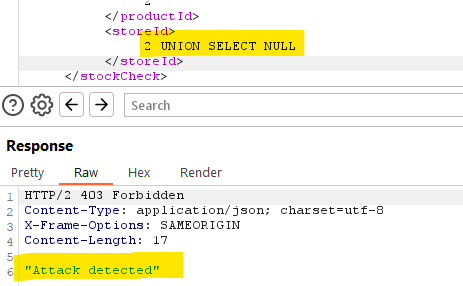 2
</productId>
<storeId>
2 UNION SELECT NULL
</storeId>
</stockCheck>
Search
Response
Pretty Raw Hex Render
1 HTTP/2 403 Forbidden
2 Content-Type: application/json; charset=utf-8
3 X-Frame-Options: SAMEORIGIN
4 Content-Length: 17
5
6 "Attack detected"